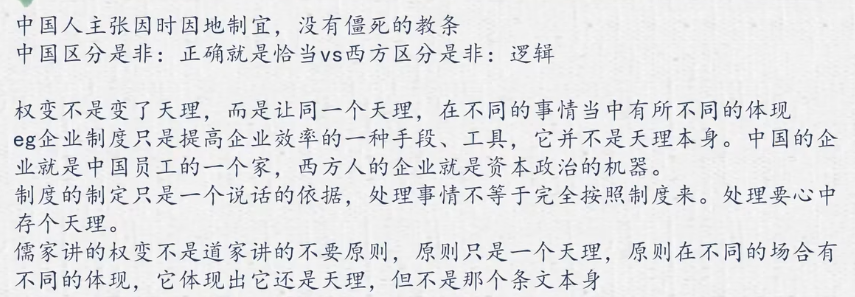 中国人主张因时因地制宜，没有僵死的教条
中国区分是非：正确就是恰当vs西方区分是非：逻辑
权变不是变了天理，而是让同一个天理，在不同的事情当中有所不同的体现
eg企业制度只是提高企业效率的一种手段、工具，它并不是天理本身。中国的企
业就是中国员工的一个家，西方人的企业就是资本政治的机器。
制度的制定只是一个说话的依据，处理事情不等于完全按照制度来。处理要心中
存个天理。
儒家讲的权变不是道家讲的不要原则，原则只是一个天理，原则在不同的场合有
不同的体现，它体现出它还是天理，但不是那个条文本身